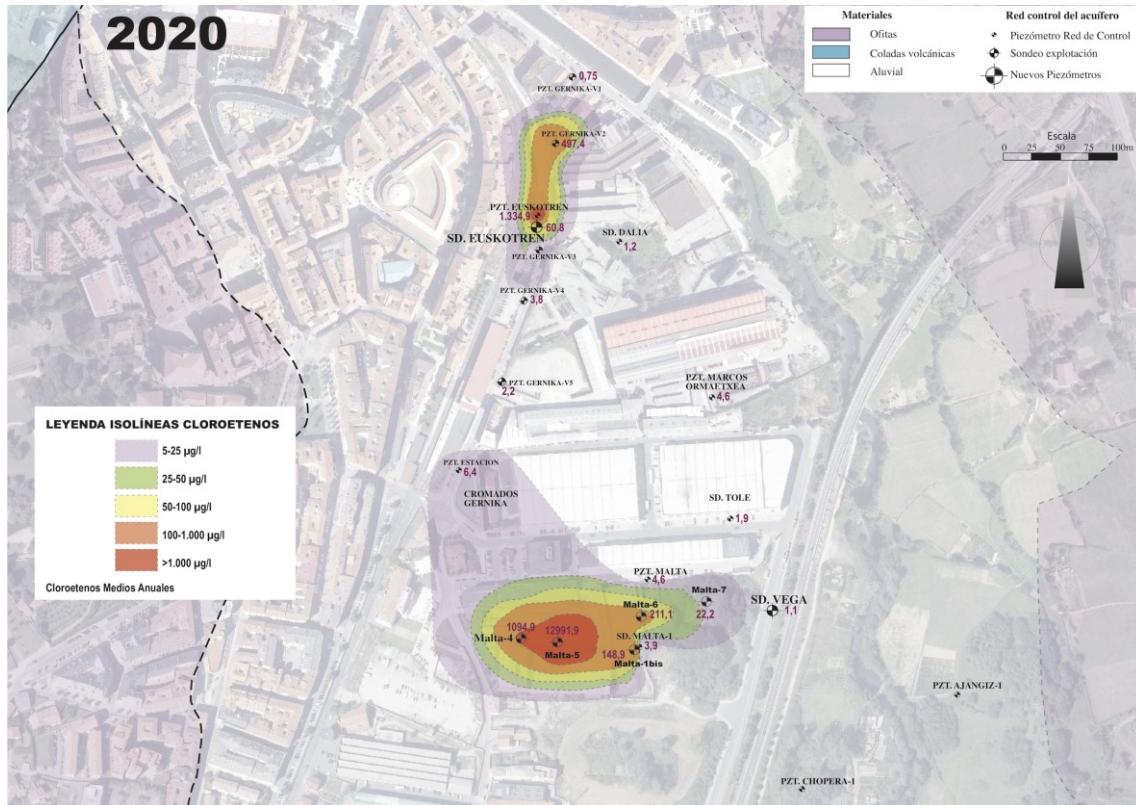 2020
Materiales
Ofitas
Coladas volcánicas
Aluvial
Red control del acuífero
Piezómetro Red de Control
Sondeo explotación
Nuevos Piezómetros
Escala
0 25 50 75 100m
0,75
PZT. GERNIKA-V1
PZT. GERNIKA-V2
497,4
PZT. EUSKOTREN
1.334,9
60,8
SD. EUSKOTREN
SD. DALIA
1,2
PZT. GERNIKA-V3
PZT. GERNIKA-V4
3,8
PZT. GERNIKA-V5
2,2
PZT. MARCOS
ORMAETXEA
4,6
LEYENDA ISOLÍNEAS CLOROETENOS
5-25 µg/l
25-50 µg/l
50-100 µg/l
100-1.000 µg/l
>1.000 µg/l
Cloroetenos Medios Anuales
PZT. ESTACION
6,4
CROMADOS
GERNIKA
SD. TOLE
1,9
PZT. MALTA
4,6
Malta-7
22,2
SD. VEGA
1,1
Malta-6
211,1
1094,9
Malta-4
12991,9
Malta-5
SD. MALTA-1
3,9
148,9
Malta-1bis
PZT. AJANGIZ-1
PZT. CHOPERA-1